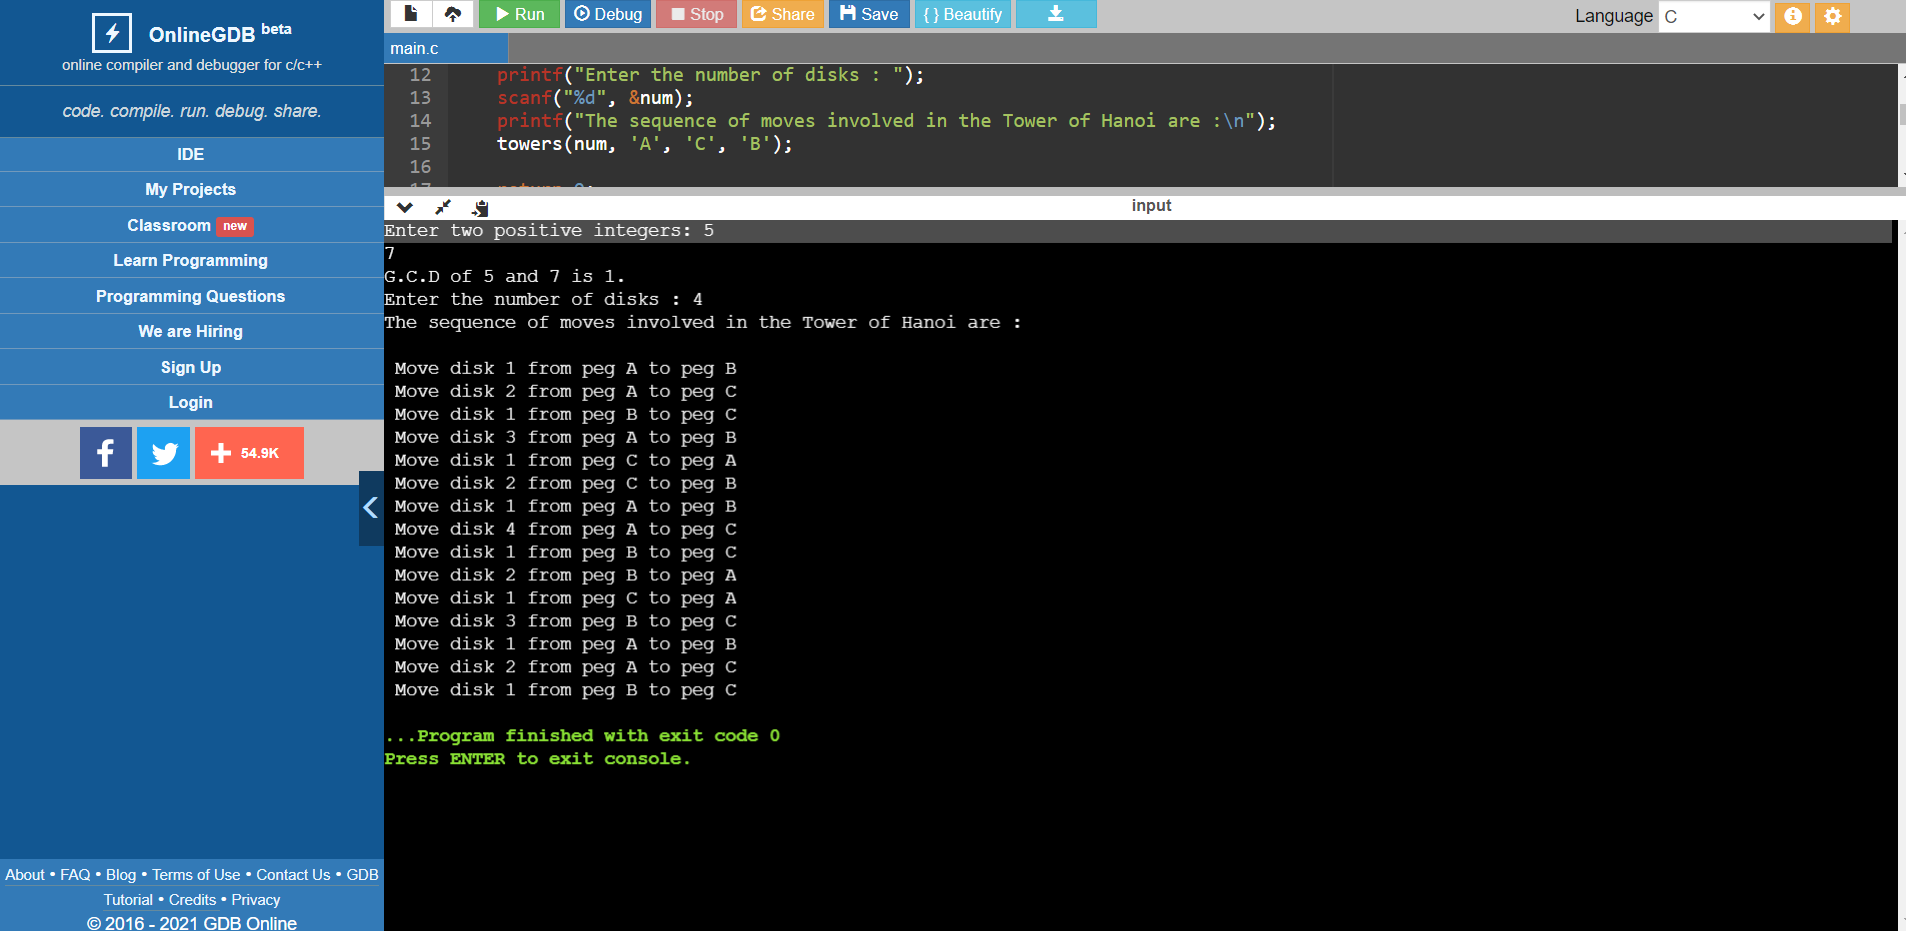 OnlineGDB beta
online compiler and debugger for c/c++
code. compile. run. debug. share.
IDE
My Projects
Classroom new
Learn Programming
Programming Questions
We are Hiring
Sign Up
Login
54.9K
About • FAQ • Blog • Terms of Use • Contact Us • GDB
Tutorial • Credits • Privacy
© 2016 - 2021 GDB Online
Run Debug Stop Share Save { } Beautify
Language C
main.c
12 printf("Enter the number of disks : ");
13 scanf("%d", &num);
14 printf("The sequence of moves involved in the Tower of Hanoi are :\n");
15 towers(num, 'A', 'C', 'B');
16
input
Enter two positive integers: 5
7
G.C.D of 5 and 7 is 1.
Enter the number of disks : 4
The sequence of moves involved in the Tower of Hanoi are :
Move disk 1 from peg A to peg B
Move disk 2 from peg A to peg C
Move disk 1 from peg B to peg C
Move disk 3 from peg A to peg B
Move disk 1 from peg C to peg A
Move disk 2 from peg C to peg B
Move disk 1 from peg A to peg B
Move disk 4 from peg A to peg C
Move disk 1 from peg B to peg C
Move disk 2 from peg B to peg A
Move disk 1 from peg C to peg A
Move disk 3 from peg B to peg C
Move disk 1 from peg A to peg B
Move disk 2 from peg A to peg C
Move disk 1 from peg B to peg C
...Program finished with exit code 0
Press ENTER to exit console.